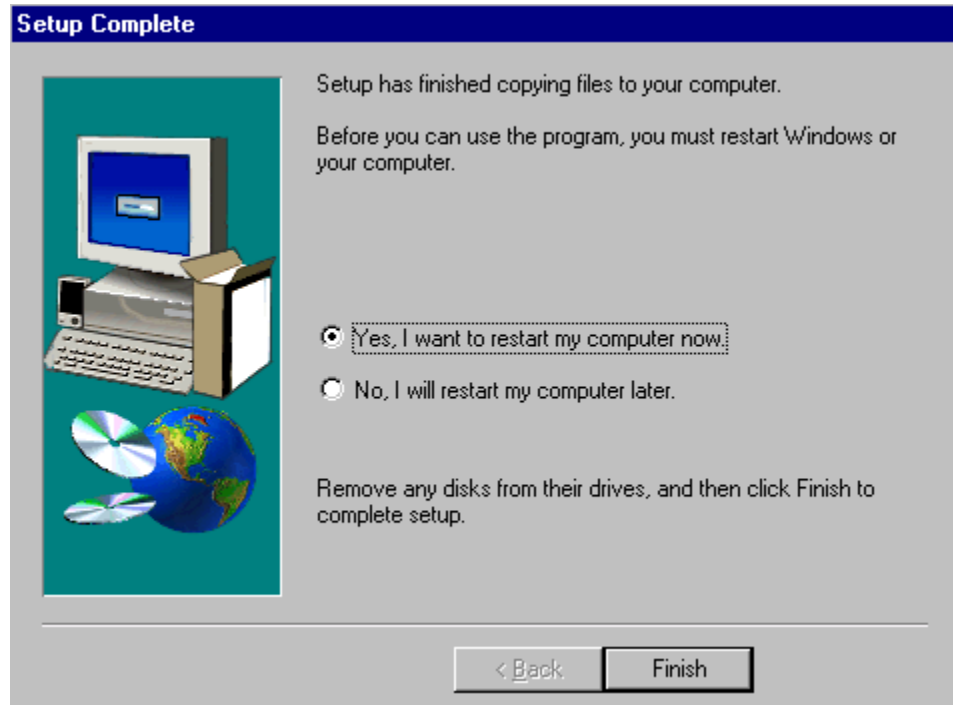 Setup Complete
Setup has finished copying files to your computer.
Before you can use the program, you must restart Windows or
your computer.
Yes, I want to restart my computer now.
No, I will restart my computer later.
Remove any disks from their drives, and then click Finish to
complete setup.
< Back
Finish